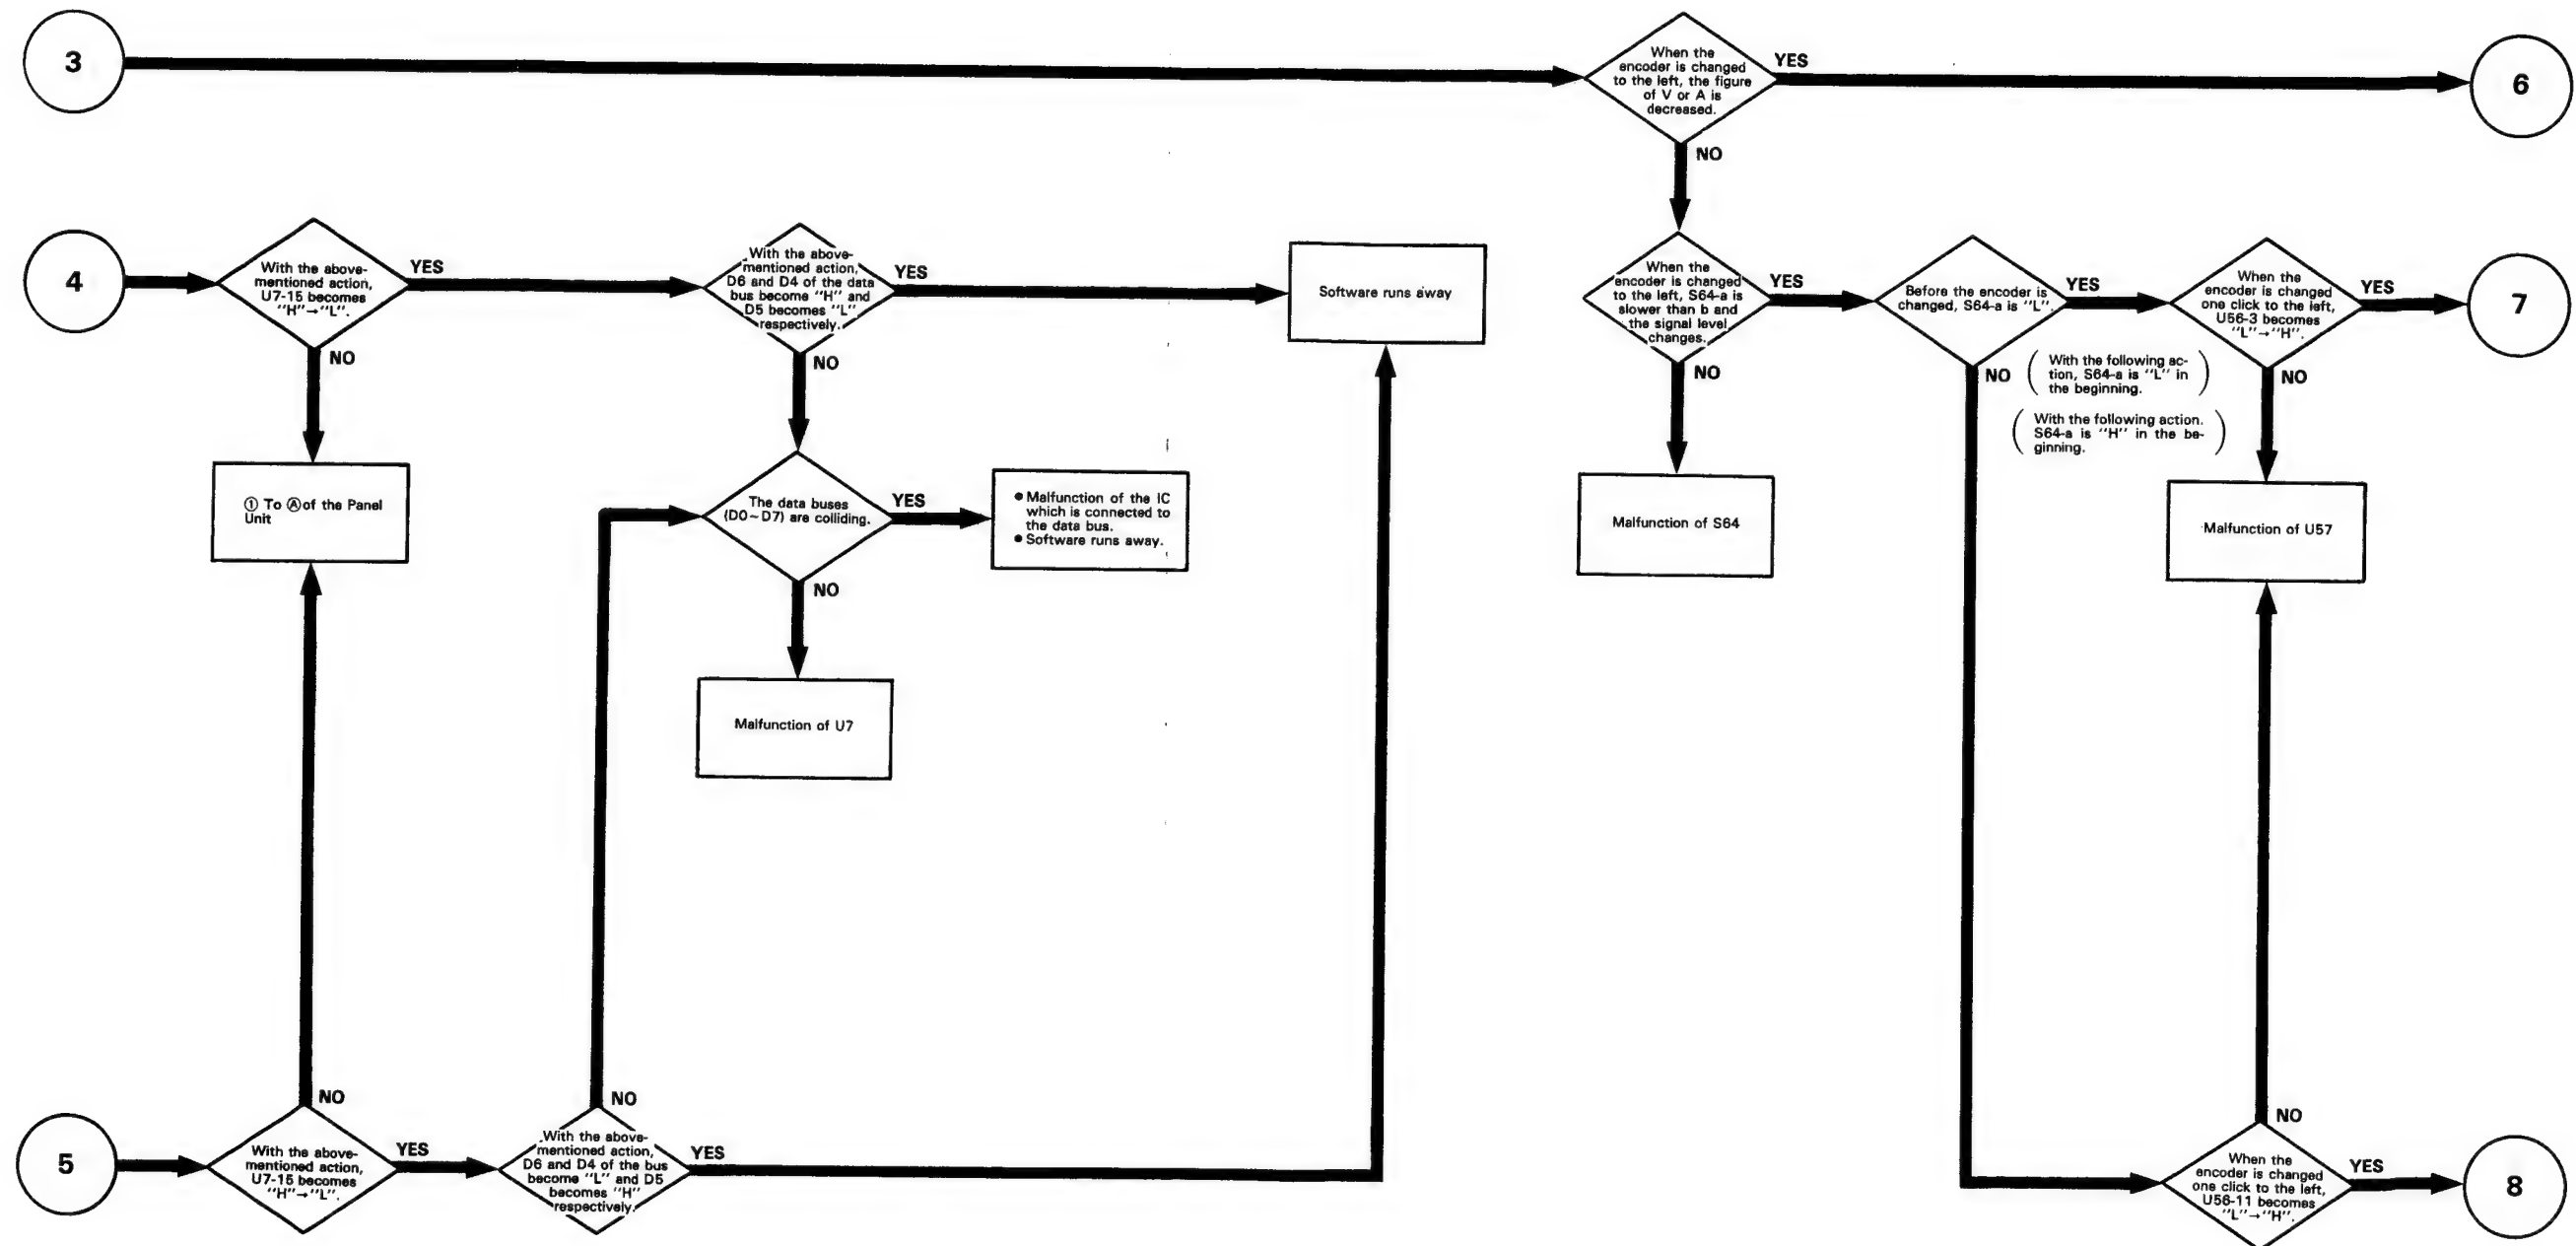 3
When the
encoder is changed
to the left, the figure
of V or A is
decreased.
YES
6
NO
4
With the above-
mentioned action,
U7-15 becomes
"H"→"L".
YES
NO
With the above-
mentioned action,
D6 and D4 of the data
bus become "H" and
D5 becomes "L"
respectively.
YES
NO
Software runs away
When the
encoder is changed
to the left, S64-a is
slower than b and
the signal level
changes.
YES
NO
Before the encoder is
changed, S64-a is "L".
YES
NO
(With the following ac-
tion, S64-a is "L" in
the beginning.)
(With the following action.
S64-a is "H" in the be-
ginning.)
When the
encoder is changed
one click to the left,
U56-3 becomes
"L"→"H".
YES
NO
7
① To Ⓐof the Panel
Unit
The data buses
(D0~D7) are colliding.
YES
NO
● Malfunction of the IC
which is connected to
the data bus.
● Software runs away.
Malfunction of S64
Malfunction of U57
Malfunction of U7
5
NO
With the above-
mentioned action,
U7-15 becomes
"H"→"L".
YES
NO
With the above-
mentioned action,
D6 and D4 of the bus
become "L" and D5
becomes "H"
respectively.
YES
NO
When the
encoder is changed
one click to the left,
U56-11 becomes
"L"→"H".
YES
8